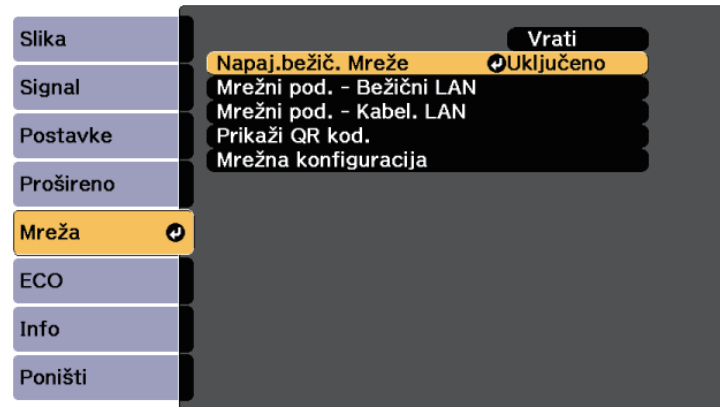 Slika
Signal
Postavke
Prošireno
Mreža
ECO
Info
Poništi
Vrati
Napaj.bežič. Mreže Uključeno
Mrežni pod. - Bežični LAN
Mrežni pod. - Kabel. LAN
Prikaži QR kod.
Mrežna konfiguracija